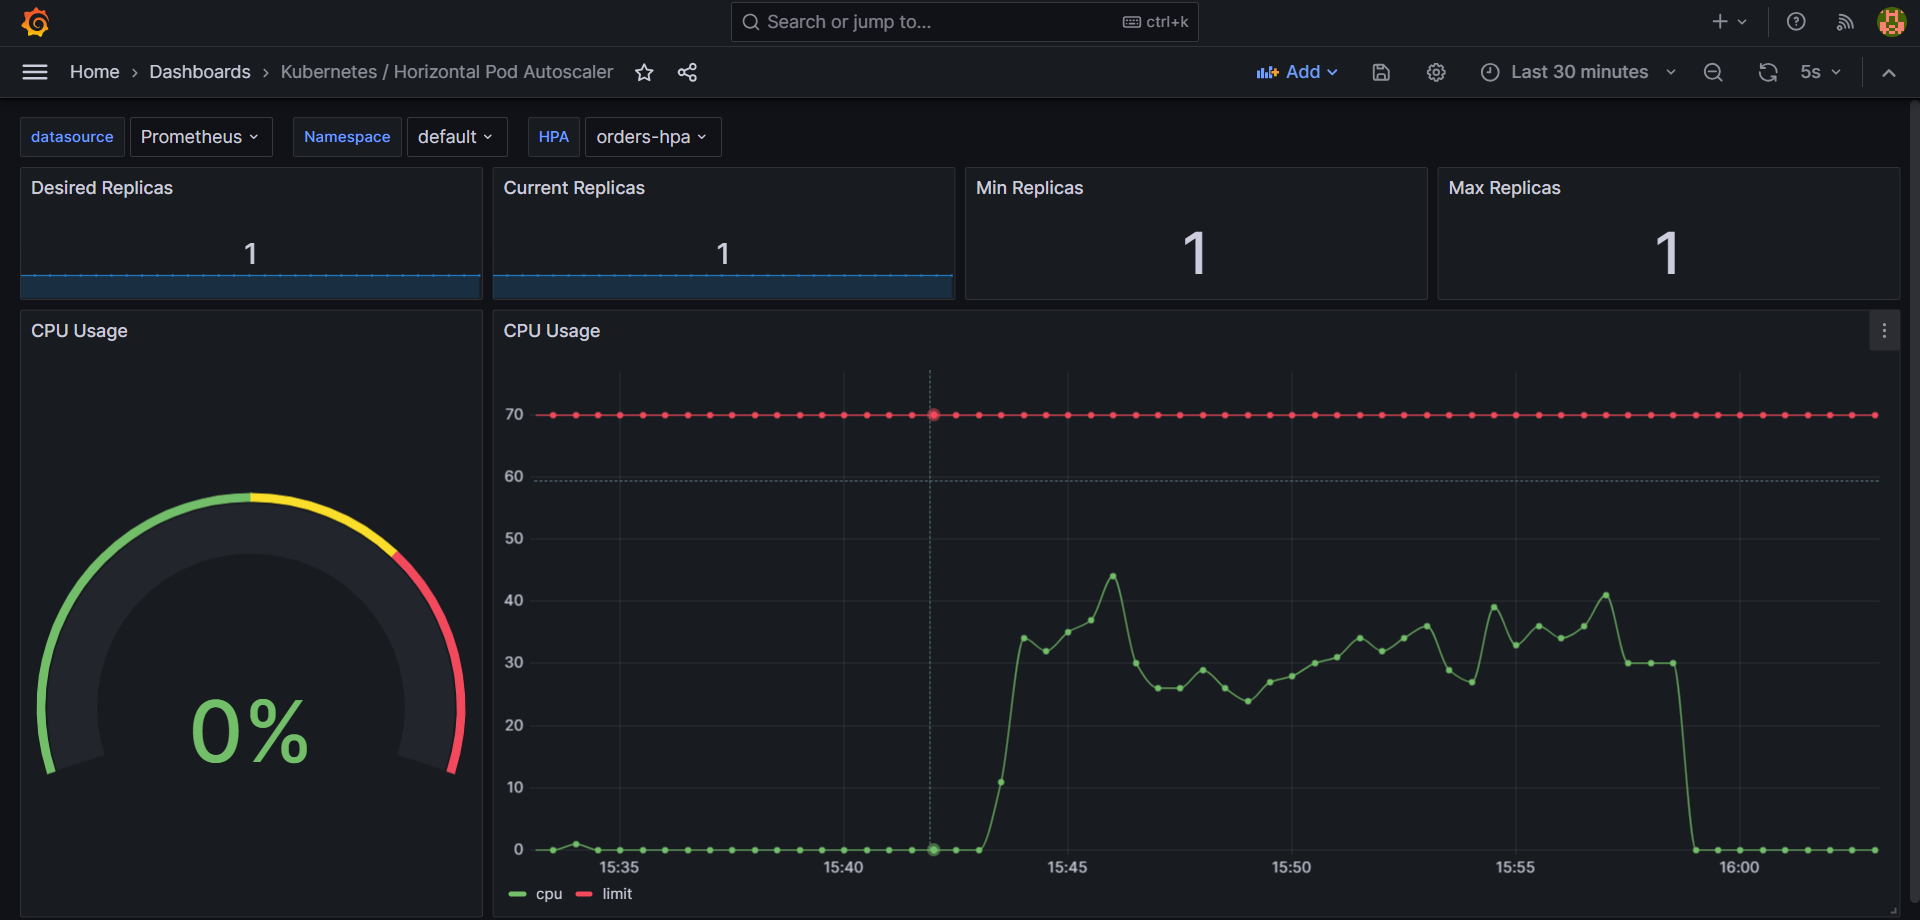 Search or jump to... ctrl+k
Home › Dashboards › Kubernetes / Horizontal Pod Autoscaler Add Last 30 minutes 5s
datasource Prometheus Namespace default HPA orders-hpa
Desired Replicas
1
Current Replicas
1
Min Replicas
1
Max Replicas
1
CPU Usage
0%
CPU Usage
70
60
50
40
30
20
10
0
15:35 15:40 15:45 15:50 15:55 16:00
cpu limit